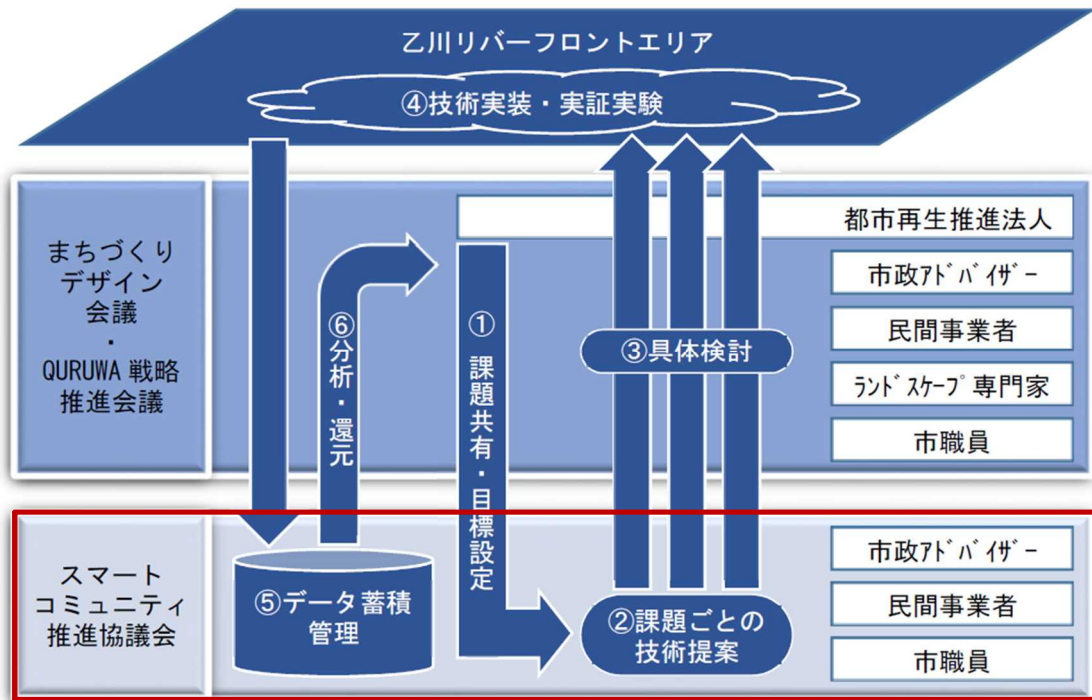 乙川リバーフロントエリア
④技術実装・実証実験
まちづくり
デザイン
会議
・
QURUWA 戦略
推進会議
都市再生推進法人
市政ｱﾄﾞﾊﾞｲｻﾞｰ
民間事業者
ﾗﾝﾄﾞｽｹｰﾌﾟ専門家
市職員
⑥分析・還元
① 課題共有・目標設定
③具体検討
スマート
コミュニティ
推進協議会
⑤データ蓄積
管理
②課題ごとの
技術提案
市政ｱﾄﾞﾊﾞｲｻﾞｰ
民間事業者
市職員